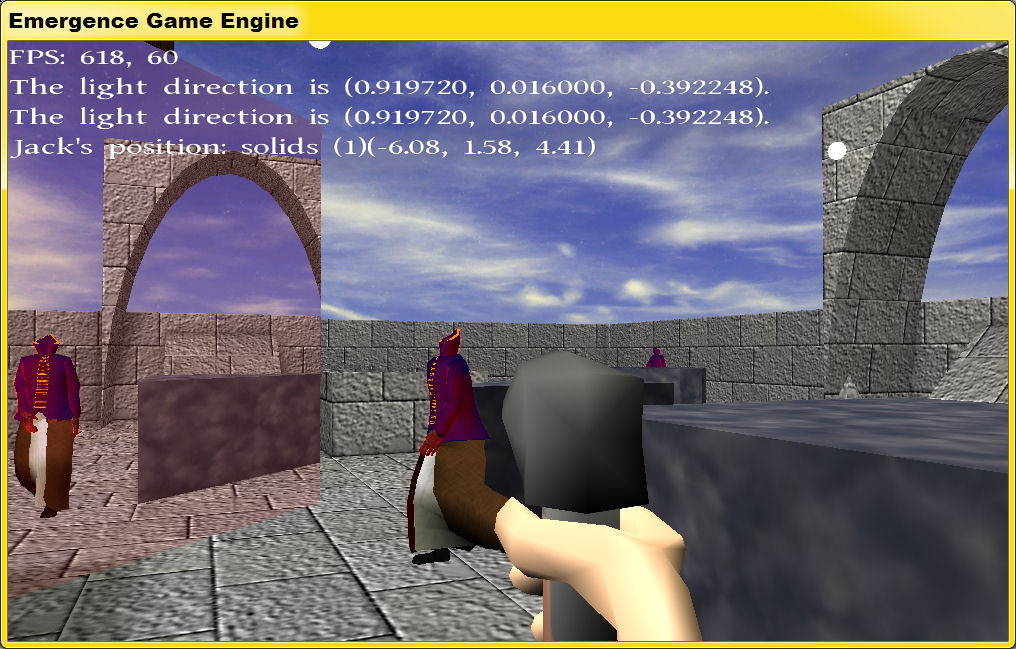 Emergence Game Engine
FPS: 618, 60
The light direction is (0.919720, 0.016000, -0.392248).
The light direction is (0.919720, 0.016000, -0.392248).
Jack's position: solids (1)(-6.08, 1.58, 4.41)